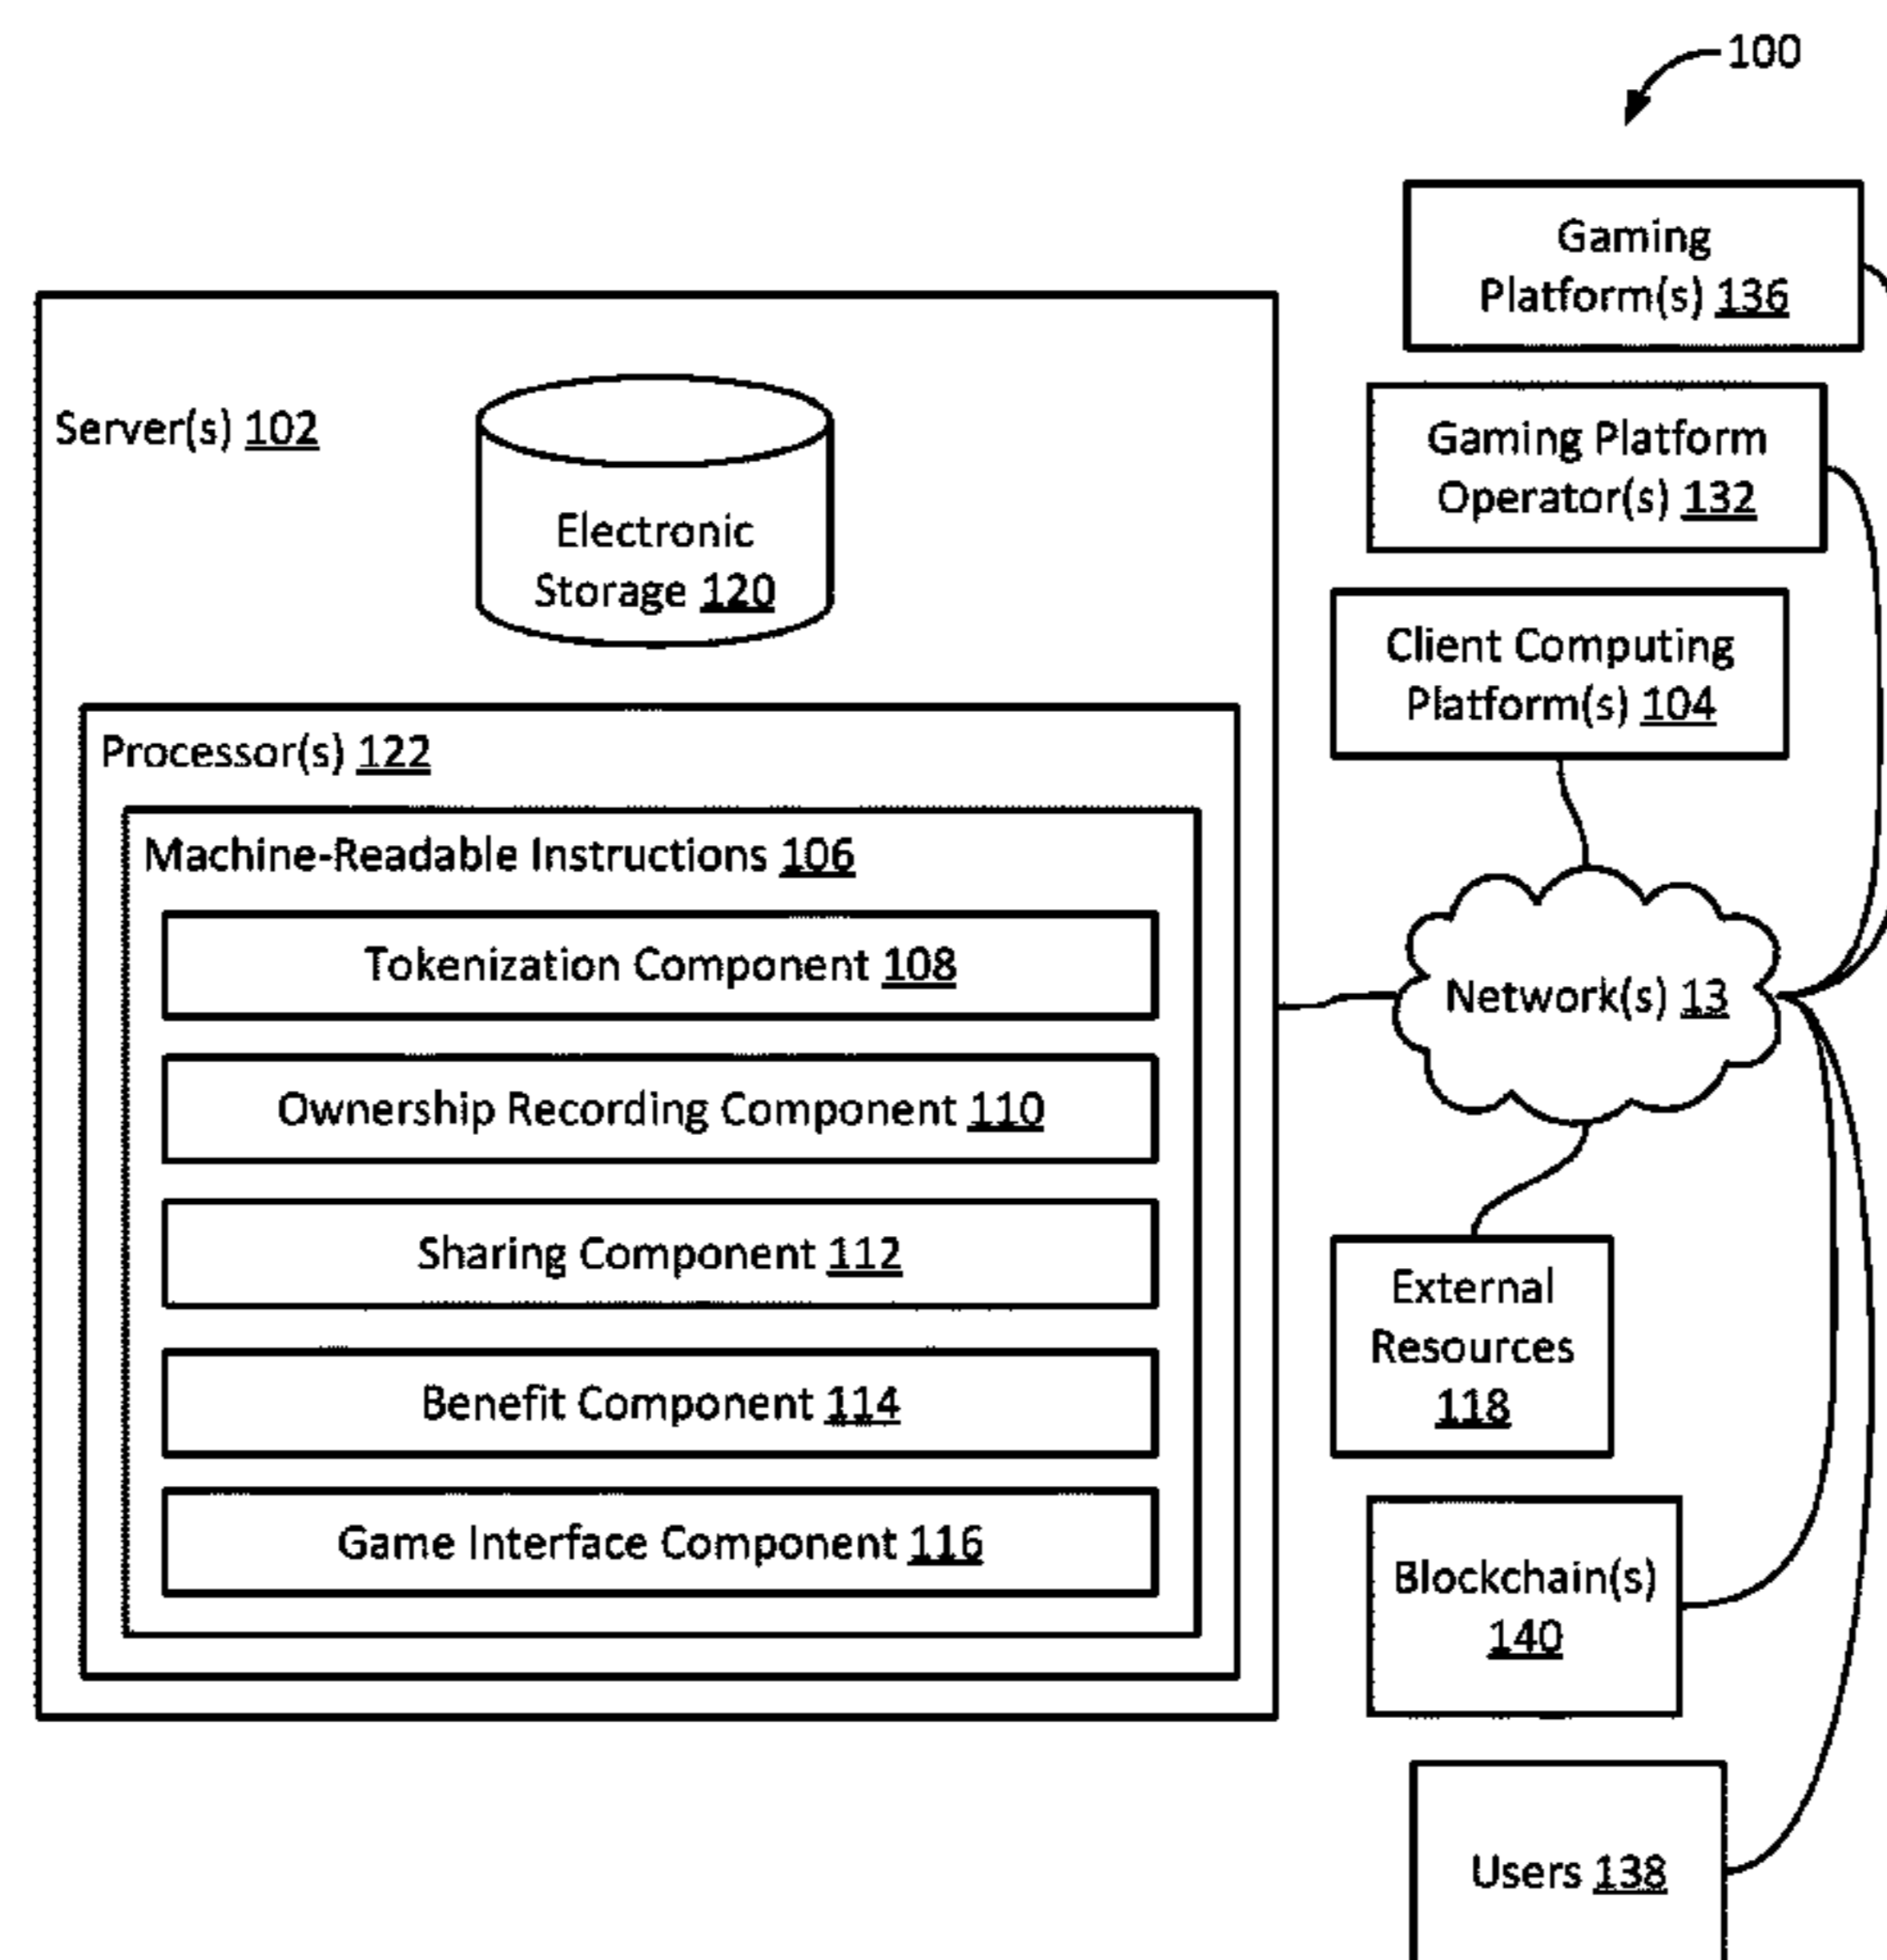 100
Gaming
Platform(s) 136
Gaming Platform
Operator(s) 132
Client Computing
Platform(s) 104
Server(s) 102
Electronic
Storage 120
Processor(s) 122
Machine-Readable Instructions 106
Tokenization Component 108
Ownership Recording Component 110
Sharing Component 112
Benefit Component 114
Game Interface Component 116
Network(s) 13
External
Resources
118
Blockchain(s)
140
Users 138